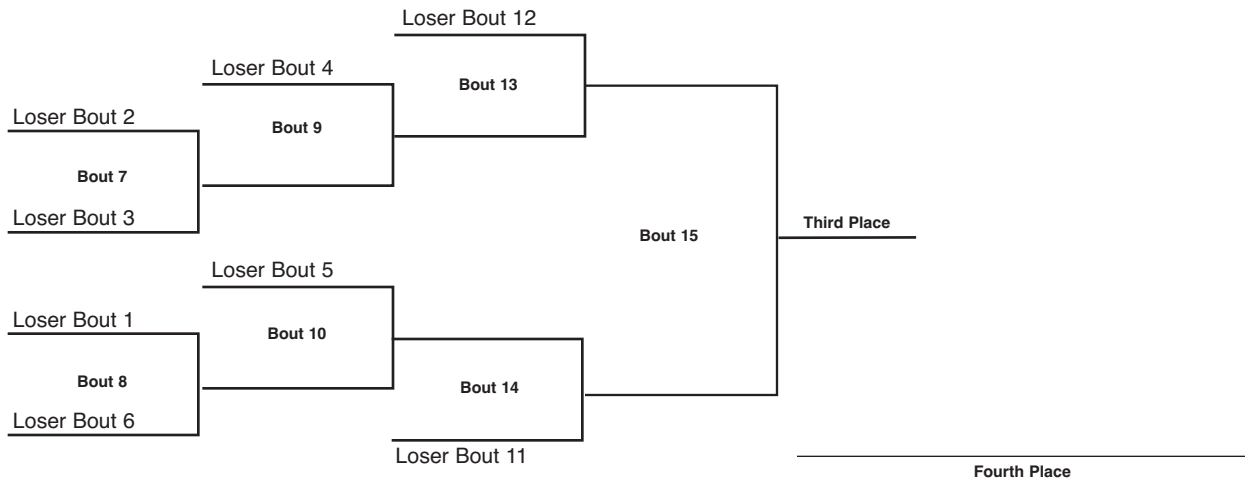 Loser Bout 12
Loser Bout 4
Bout 13
Loser Bout 2
Bout 9
Bout 7
Loser Bout 3
Third Place
Bout 15
Loser Bout 5
Loser Bout 1
Bout 10
Bout 8
Bout 14
Loser Bout 6
Loser Bout 11
Fourth Place